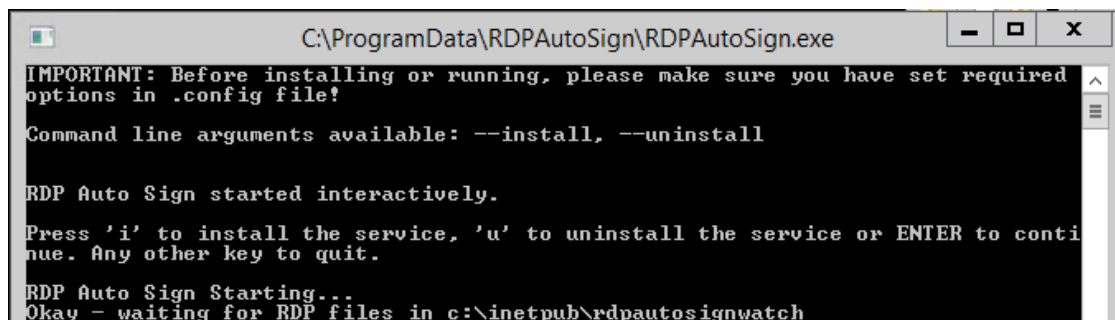 C:\ProgramData\RDPAutoSign\RDPAutoSign.exe
IMPORTANT: Before installing or running, please make sure you have set required
options in .config file!
Command line arguments available: --install, --uninstall
RDP Auto Sign started interactively.
Press 'i' to install the service, 'u' to uninstall the service or ENTER to conti
nue. Any other key to quit.
RDP Auto Sign Starting...
Okay - waiting for RDP files in c:\inetpub\rdpautosignwatch